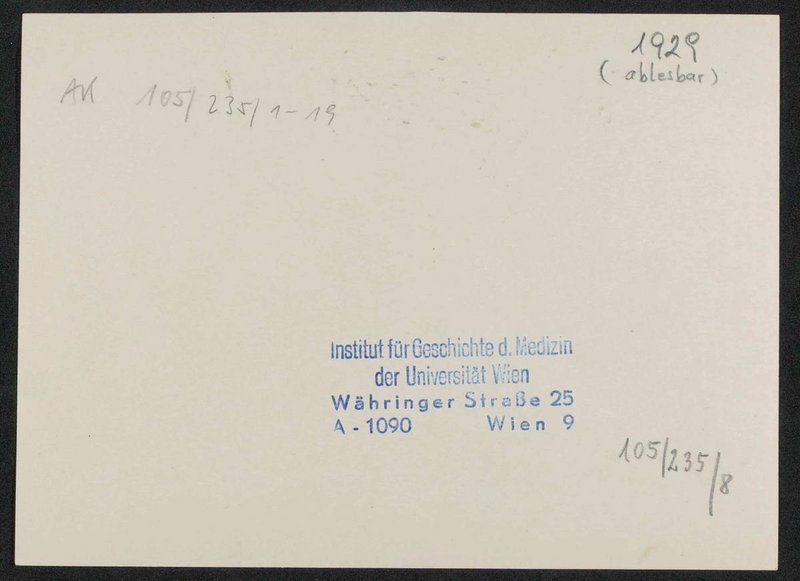 1929
(ablesbar)
AK 105/235/1-19
Institut für Geschichte d. Medizin
der Universität Wien
Währinger Straße 25
A - 1090 Wien 9
105/235/8